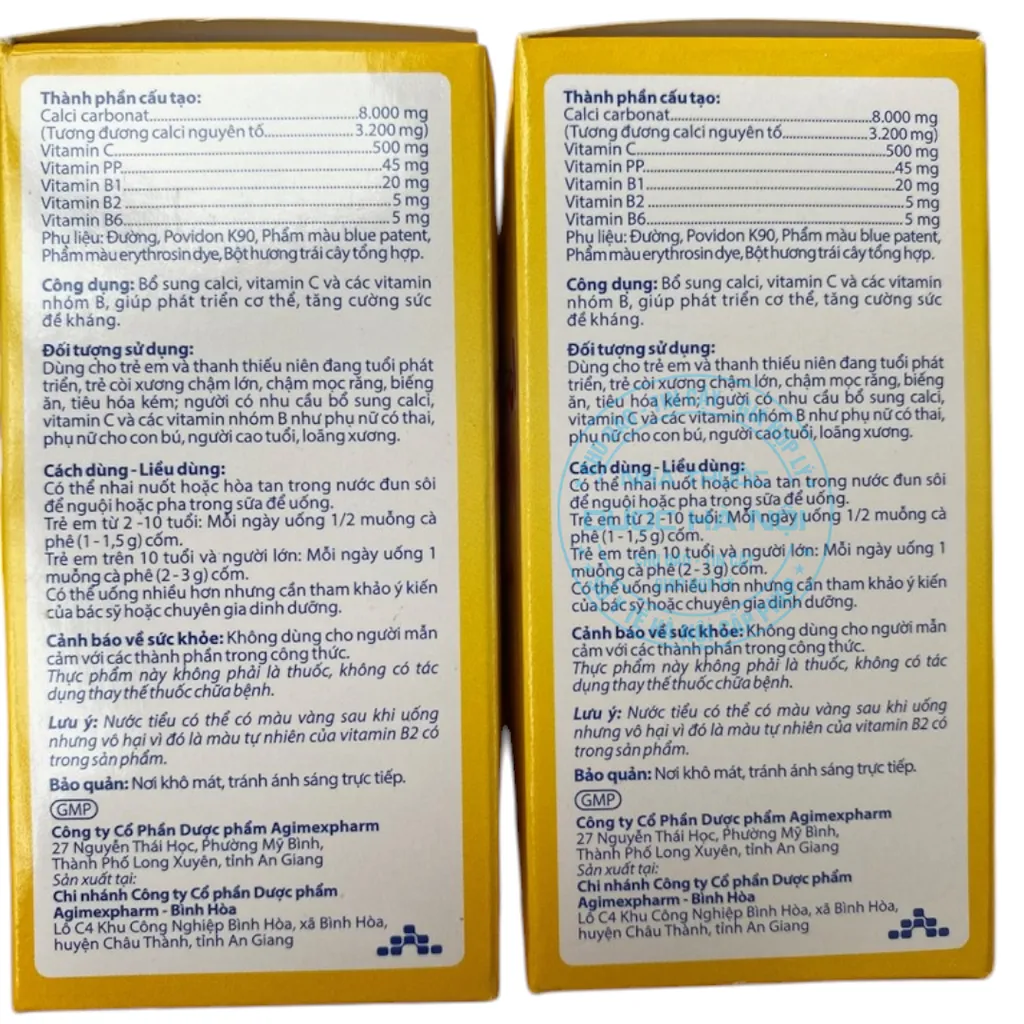 Thành phần cấu tạo:
Calci carbonat..........8.000 mg
(Tương đương calci nguyên tố..........3.200 mg)
Vitamin C..........500 mg
Vitamin PP..........45 mg
Vitamin B1..........20 mg
Vitamin B2..........5 mg
Vitamin B6..........5 mg
Phụ liệu: Đường, Povidon K90, Phẩm màu blue patent,
Phẩm màu erythrosin dye, Bột hương trái cây tổng hợp.
Công dụng: Bổ sung calci, vitamin C và các vitamin
nhóm B, giúp phát triển cơ thể, tăng cường sức
đề kháng.
Đối tượng sử dụng:
Dùng cho trẻ em và thanh thiếu niên đang tuổi phát
triển, trẻ còi xương chậm lớn, chậm mọc răng, biếng
ăn, tiêu hóa kém; người có nhu cầu bổ sung calci,
vitamin C và các vitamin nhóm B như phụ nữ có thai,
phụ nữ cho con bú, người cao tuổi, loãng xương.
Cách dùng - Liều dùng:
Có thể nhai nuốt hoặc hòa tan trong nước đun sôi
để nguội hoặc pha trong sữa để uống.
Trẻ em từ 2 -10 tuổi: Mỗi ngày uống 1/2 muỗng cà
phê (1 - 1,5 g) cốm.
Trẻ em trên 10 tuổi và người lớn: Mỗi ngày uống 1
muỗng cà phê (2 - 3 g) cốm.
Có thể uống nhiều hơn nhưng cần tham khảo ý kiến
của bác sỹ hoặc chuyên gia dinh dưỡng.
Cảnh báo về sức khỏe: Không dùng cho người mẫn
cảm với các thành phần trong công thức.
Thực phẩm này không phải là thuốc, không có tác
dụng thay thế thuốc chữa bệnh.
Lưu ý: Nước tiểu có thể có màu vàng sau khi uống
nhưng vô hại vì đó là màu tự nhiên của vitamin B2 có
trong sản phẩm.
Bảo quản: Nơi khô mát, tránh ánh sáng trực tiếp.
GMP
Công ty Cổ Phần Dược phẩm Agimexpharm
27 Nguyễn Thái Học, Phường Mỹ Bình,
Thành Phố Long Xuyên, tỉnh An Giang
Sản xuất tại:
Chi nhánh Công ty Cổ phần Dược phẩm
Agimexpharm - Bình Hòa
Lô C4 Khu Công Nghiệp Bình Hòa, xã Bình Hòa,
huyện Châu Thành, tỉnh An Giang
Thành phần cấu tạo:
Calci carbonat..........8.000 mg
(Tương đương calci nguyên tố..........3.200 mg)
Vitamin C..........500 mg
Vitamin PP..........45 mg
Vitamin B1..........20 mg
Vitamin B2..........5 mg
Vitamin B6..........5 mg
Phụ liệu: Đường, Povidon K90, Phẩm màu blue patent,
Phẩm màu erythrosin dye, Bột hương trái cây tổng hợp.
Công dụng: Bổ sung calci, vitamin C và các vitamin
nhóm B, giúp phát triển cơ thể, tăng cường sức
đề kháng.
Đối tượng sử dụng:
Dùng cho trẻ em và thanh thiếu niên đang tuổi phát
triển, trẻ còi xương chậm lớn, chậm mọc răng, biếng
ăn, tiêu hóa kém; người có nhu cầu bổ sung calci,
vitamin C và các vitamin nhóm B như phụ nữ có thai,
phụ nữ cho con bú, người cao tuổi, loãng xương.
Cách dùng - Liều dùng:
Có thể nhai nuốt hoặc hòa tan trong nước đun sôi
để nguội hoặc pha trong sữa để uống.
Trẻ em từ 2 -10 tuổi: Mỗi ngày uống 1/2 muỗng cà
phê (1 - 1,5 g) cốm.
Trẻ em trên 10 tuổi và người lớn: Mỗi ngày uống 1
muỗng cà phê (2 - 3 g) cốm.
Có thể uống nhiều hơn nhưng cần tham khảo ý kiến
của bác sỹ hoặc chuyên gia dinh dưỡng.
Cảnh báo về sức khỏe: Không dùng cho người mẫn
cảm với các thành phần trong công thức.
Thực phẩm này không phải là thuốc, không có tác
dụng thay thế thuốc chữa bệnh.
Lưu ý: Nước tiểu có thể có màu vàng sau khi uống
nhưng vô hại vì đó là màu tự nhiên của vitamin B2 có
trong sản phẩm.
Bảo quản: Nơi khô mát, tránh ánh sáng trực tiếp.
GMP
Công ty Cổ Phần Dược phẩm Agimexpharm
27 Nguyễn Thái Học, Phường Mỹ Bình,
Thành Phố Long Xuyên, tỉnh An Giang
Sản xuất tại:
Chi nhánh Công ty Cổ phần Dược phẩm
Agimexpharm - Bình Hòa
Lô C4 Khu Công Nghiệp Bình Hòa, xã Bình Hòa,
huyện Châu Thành, tỉnh An Giang